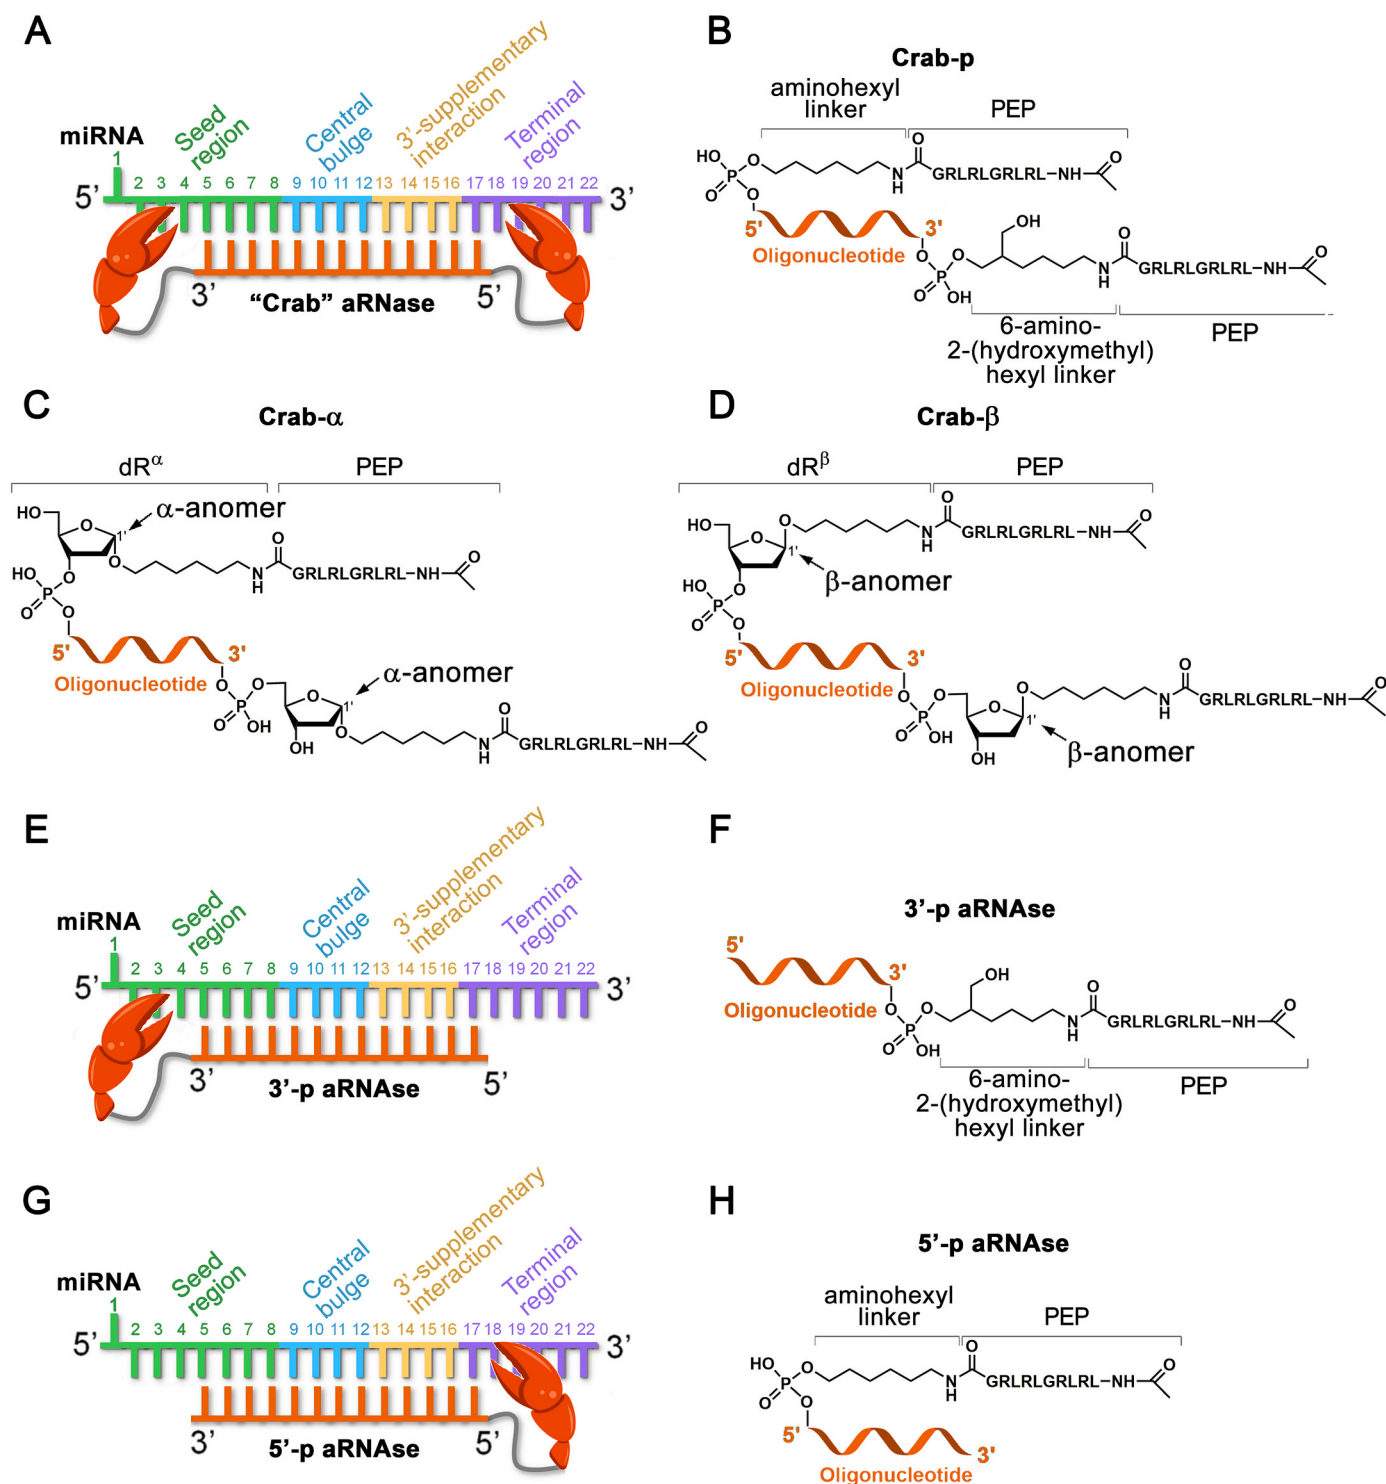 A
miRNA
Seed
region
Central
bulge
3’-supplementary
interaction
Terminal
region
1
2 3 4 5 6 7 8 9 10 11 12 13 14 15 16 17 18 19 20 21 22
5’ 3’
3’ 5’
“Crab” aRNase
B
Crab-p
aminohexyl
linker
PEP
HO
O
P
O
O
N
H
O
GRLRLGRLRL–NH
O
5'
3'
Oligonucleotide
O
P
O
OH
O
OH
N
H
O
GRLRLGRLRL–NH
O
6-amino-
2-(hydroxymethyl)
hexyl linker
PEP
C
Crab-α
dRα
PEP
HO
O
1'
α-anomer
O
O
HO
P
O
O
N
H
O
GRLRLGRLRL–NH
O
5'
3'
Oligonucleotide
O
P
O
OH
O
O
1'
α-anomer
OH
O
N
H
O
GRLRLGRLRL–NH
O
D
Crab-β
dRβ
PEP
HO
O
O
1'
β-anomer
O
HO
P
O
O
N
H
O
GRLRLGRLRL–NH
O
5'
3'
Oligonucleotide
O
P
O
OH
O
O
O
1'
β-anomer
OH
N
H
O
GRLRLGRLRL–NH
O
E
miRNA
Seed
region
Central
bulge
3’-supplementary
interaction
Terminal
region
1
2 3 4 5 6 7 8 9 10 11 12 13 14 15 16 17 18 19 20 21 22
5’ 3’
3’ 5’
3’-p aRNAse
F
3’-p aRNAse
5'
3'
Oligonucleotide
O
P
O
OH
O
OH
N
H
O
GRLRLGRLRL–NH
O
6-amino-
2-(hydroxymethyl)
hexyl linker
PEP
G
miRNA
Seed
region
Central
bulge
3’-supplementary
interaction
Terminal
region
1
2 3 4 5 6 7 8 9 10 11 12 13 14 15 16 17 18 19 20 21 22
5’ 3’
3’ 5’
5’-p aRNAse
H
5’-p aRNAse
aminohexyl
linker
PEP
HO
O
P
O
O
N
H
O
GRLRLGRLRL–NH
O
5'
3'
Oligonucleotide